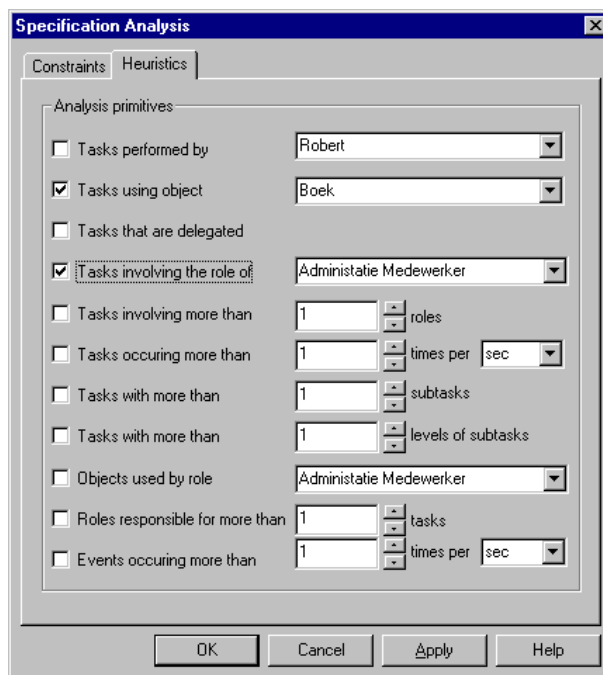 Specification Analysis
Constraints Heuristics
Analysis primitives
Tasks performed by Robert
Tasks using object Boek
Tasks that are delegated
Tasks involving the role of Administatie Medewerker
Tasks involving more than 1 roles
Tasks occuring more than 1 times per sec
Tasks with more than 1 subtasks
Tasks with more than 1 levels of subtasks
Objects used by role Administatie Medewerker
Roles responsible for more than 1 tasks
Events occuring more than 1 times per sec
OK Cancel Apply Help